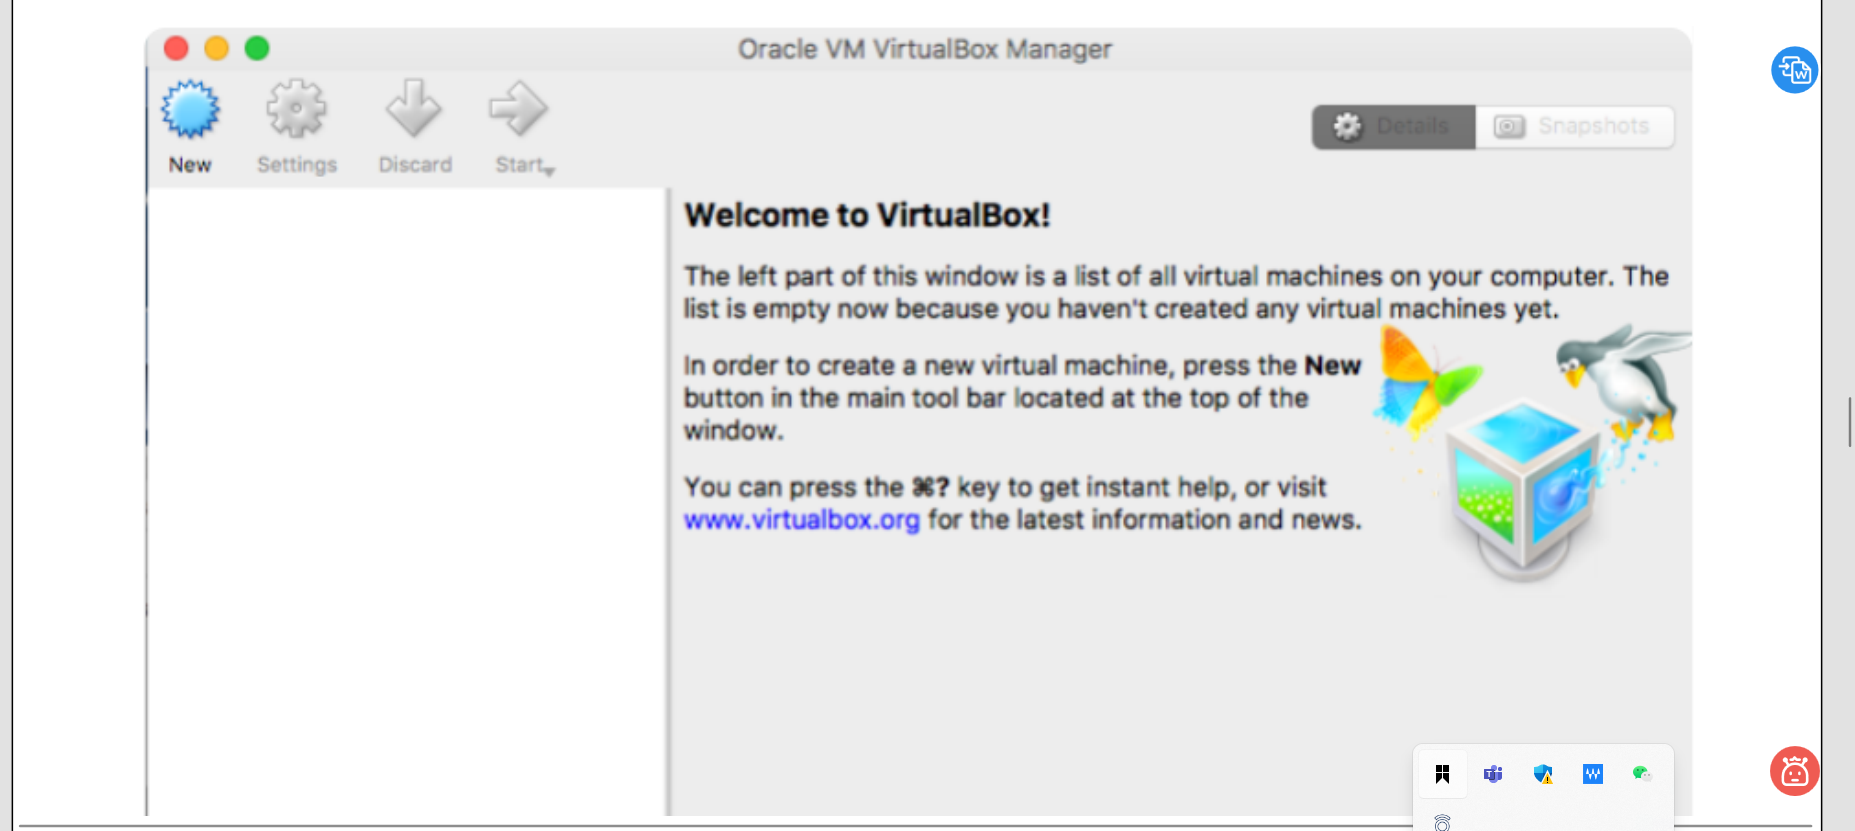 Oracle VM VirtualBox Manager
New
Settings
Discard
Start
Details
Snapshots
Welcome to VirtualBox!
The left part of this window is a list of all virtual machines on your computer. The
list is empty now because you haven't created any virtual machines yet.
In order to create a new virtual machine, press the New
button in the main tool bar located at the top of the
window.
You can press the ⌘? key to get instant help, or visit
www.virtualbox.org for the latest information and news.